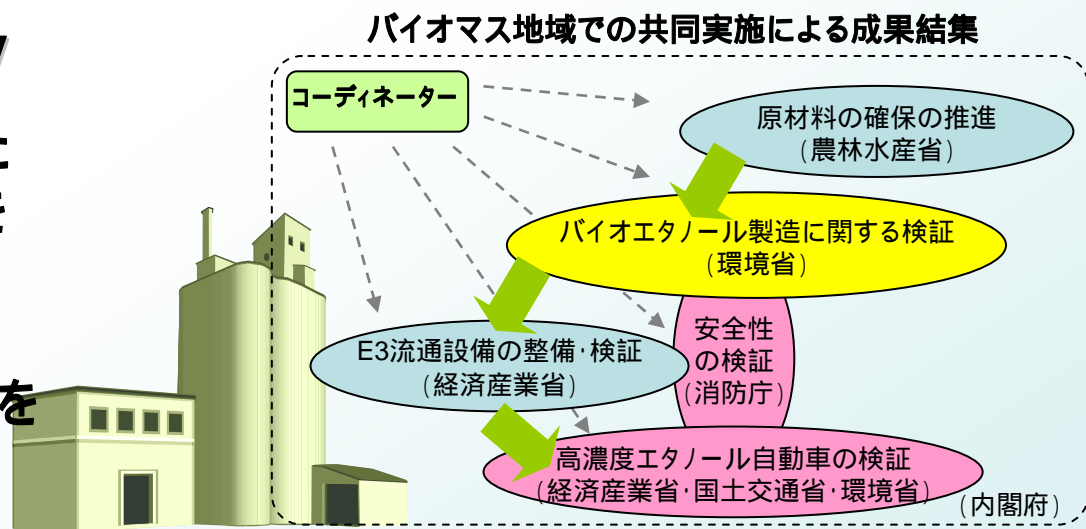 バイオマス地域での共同実施による成果結集
コーディネーター
原材料の確保の推進
(農林水産省)
バイオエタノール製造に関する検証
(環境省)
安全性
の検証
(消防庁)
E3流通設備の整備・検証
(経済産業省)
高濃度エタノール自動車の検証
(経済産業省・国土交通省・環境省)
(内閣府)
を